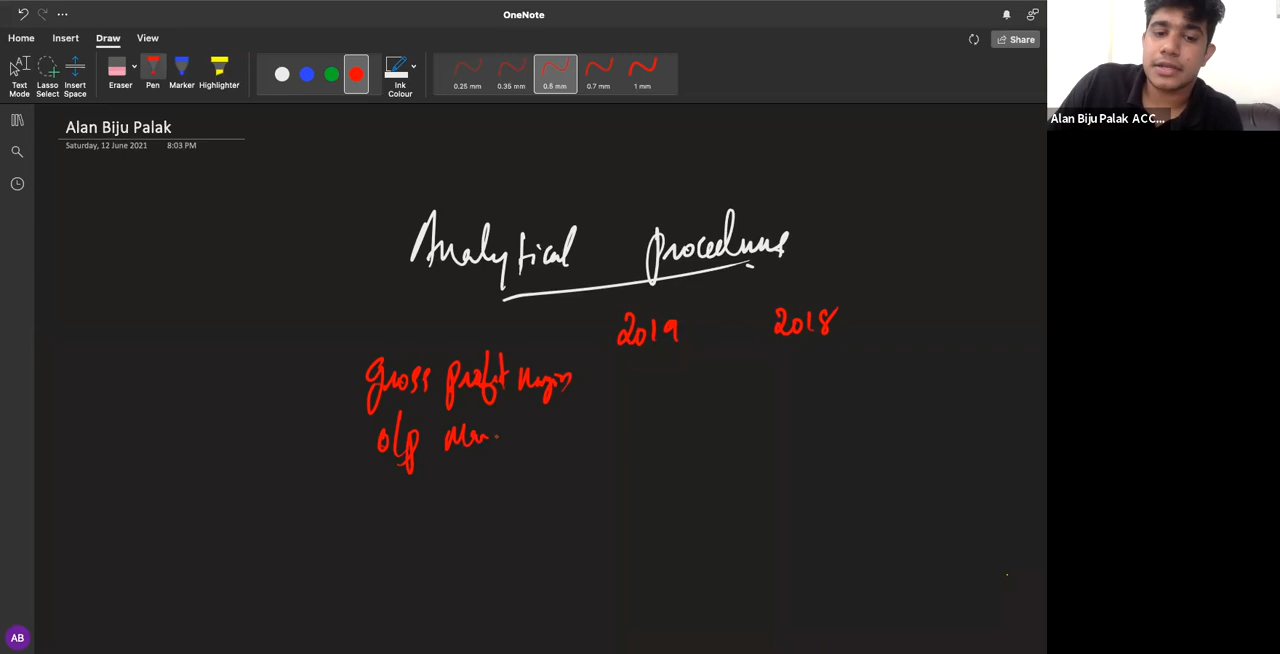 OneNote
Home Insert Draw View
Share
Text Mode
Lasso Select
Insert Space
Eraser
Pen
Marker
Highlighter
Ink Colour
0.25 mm
0.35 mm
0.5 mm
0.7 mm
1 mm
Alan Biju Palak ACC...
Alan Biju Palak
Saturday, 12 June 2021 8:03 PM
Analytical procedure
2019 2018
Gross profit
o/p Mar
AB